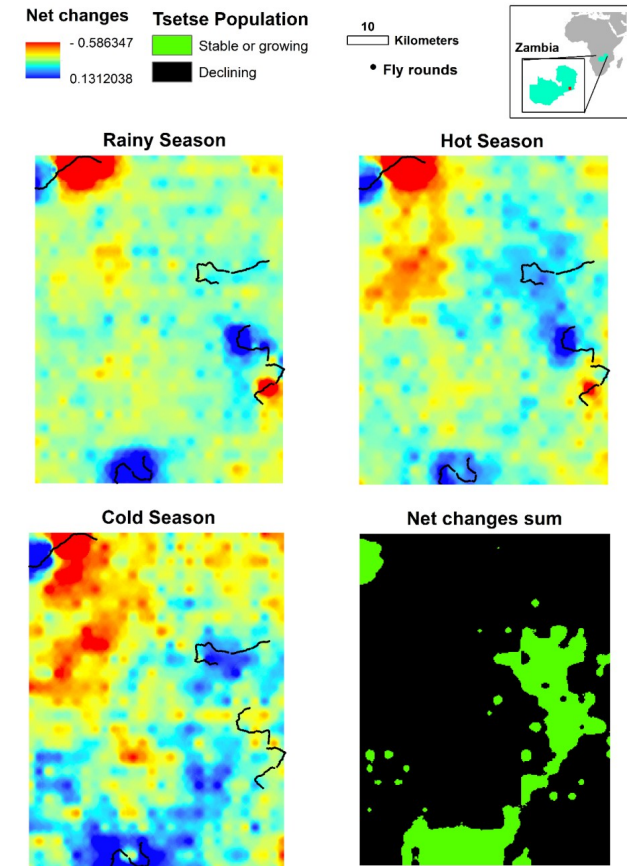 Net changes
- 0.586347
0.1312038
Tsetse Population
Stable or growing
Declining
10
Kilometers
Fly rounds
Zambia
Rainy Season
Hot Season
Cold Season
Net changes sum